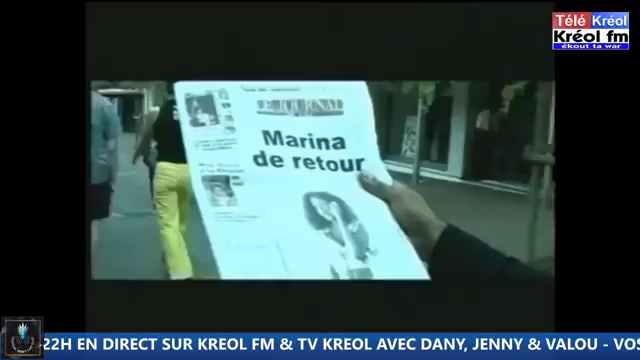 Télé Kréol
Kréol fm
ékout ta war
LE JOURNAL
Marina
de retour
22H EN DIRECT SUR KREOL FM & TV KREOL AVEC DANY, JENNY & VALOU - VOS